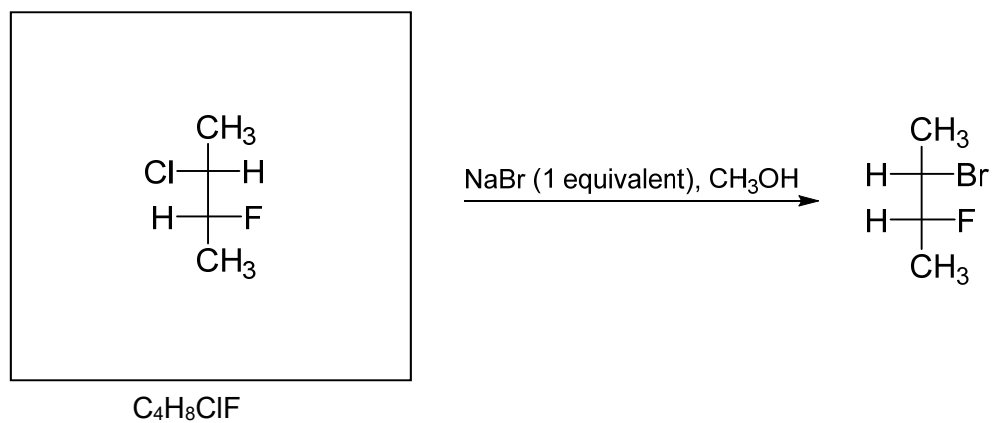 CH₃
Cl H
H F
CH₃
C₄H₈ClF
NaBr (1 equivalent), CH₃OH
CH₃
H Br
H F
CH₃